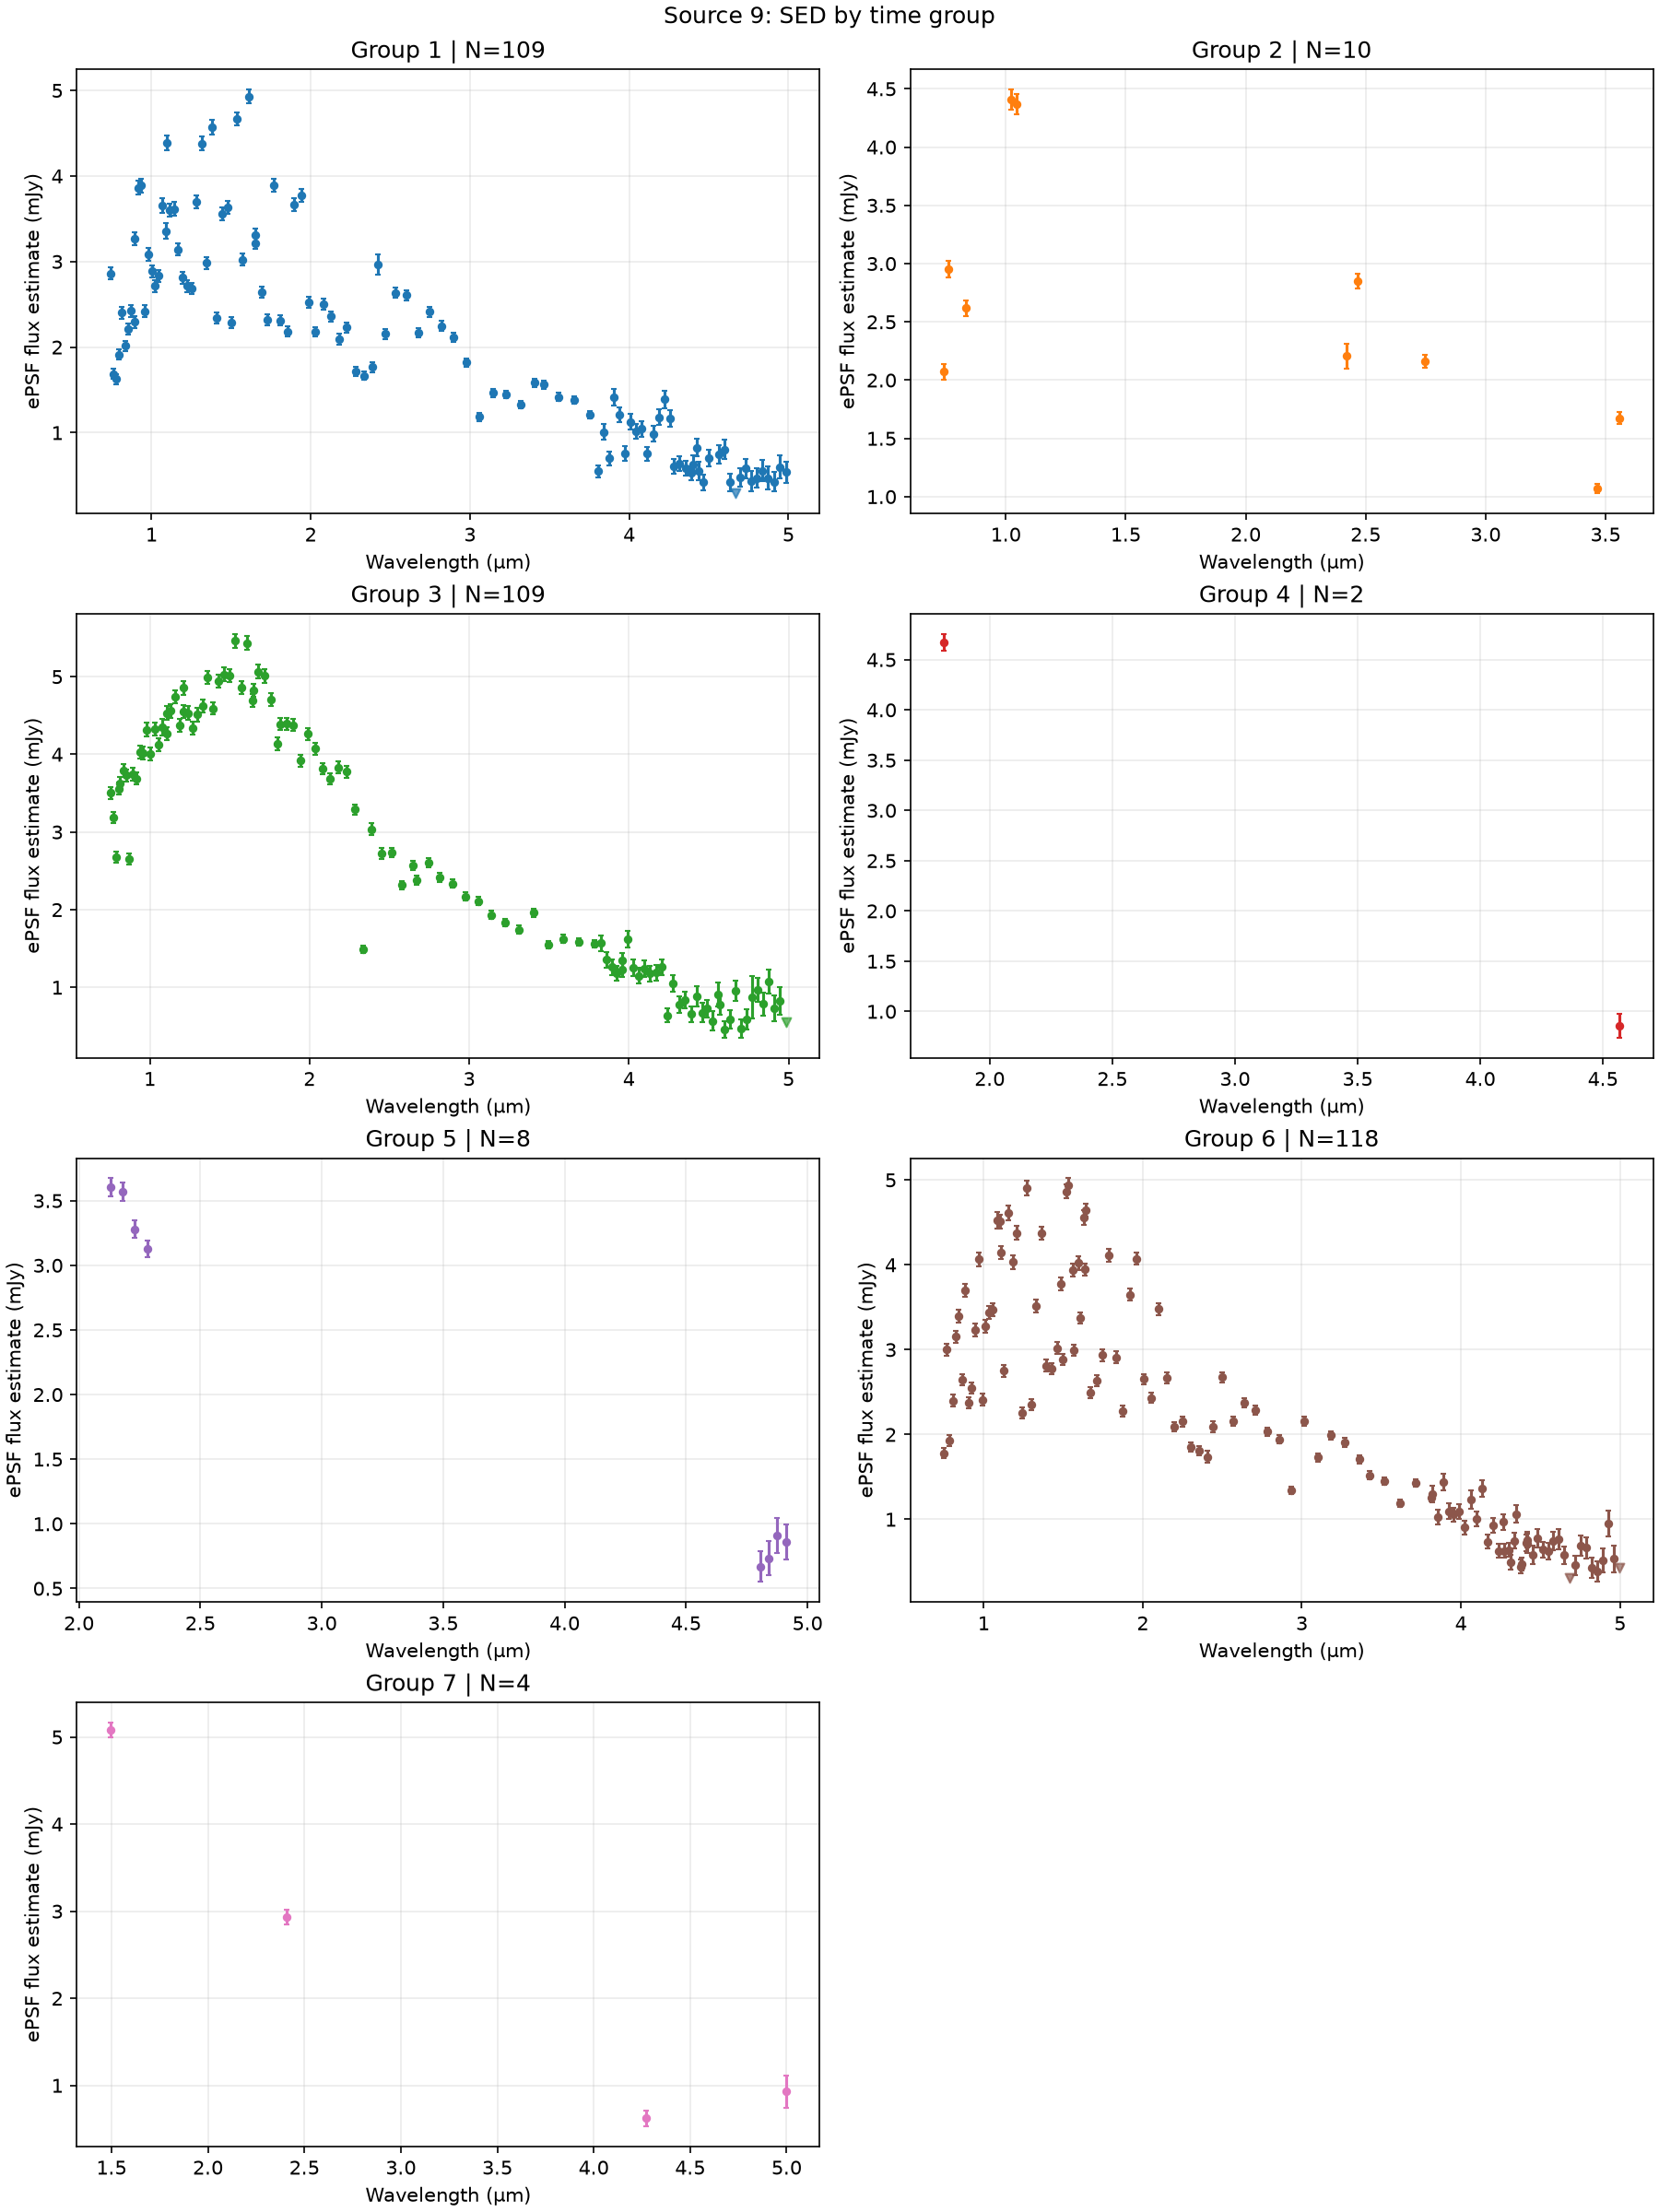 Source 9: SED by time group
Group 1 | N=109
ePSF flux estimate (mJy)
5
4
3
2
1
1 2 3 4 5
Wavelength (μm)
Group 2 | N=10
ePSF flux estimate (mJy)
4.5
4.0
3.5
3.0
2.5
2.0
1.5
1.0
1.0 1.5 2.0 2.5 3.0 3.5
Wavelength (μm)
Group 3 | N=109
ePSF flux estimate (mJy)
5
4
3
2
1
1 2 3 4 5
Wavelength (μm)
Group 4 | N=2
ePSF flux estimate (mJy)
4.5
4.0
3.5
3.0
2.5
2.0
1.5
1.0
2.0 2.5 3.0 3.5 4.0 4.5
Wavelength (μm)
Group 5 | N=8
ePSF flux estimate (mJy)
3.5
3.0
2.5
2.0
1.5
1.0
0.5
2.0 2.5 3.0 3.5 4.0 4.5 5.0
Wavelength (μm)
Group 6 | N=118
ePSF flux estimate (mJy)
5
4
3
2
1
1 2 3 4 5
Wavelength (μm)
Group 7 | N=4
ePSF flux estimate (mJy)
5
4
3
2
1
1.5 2.0 2.5 3.0 3.5 4.0 4.5 5.0
Wavelength (μm)